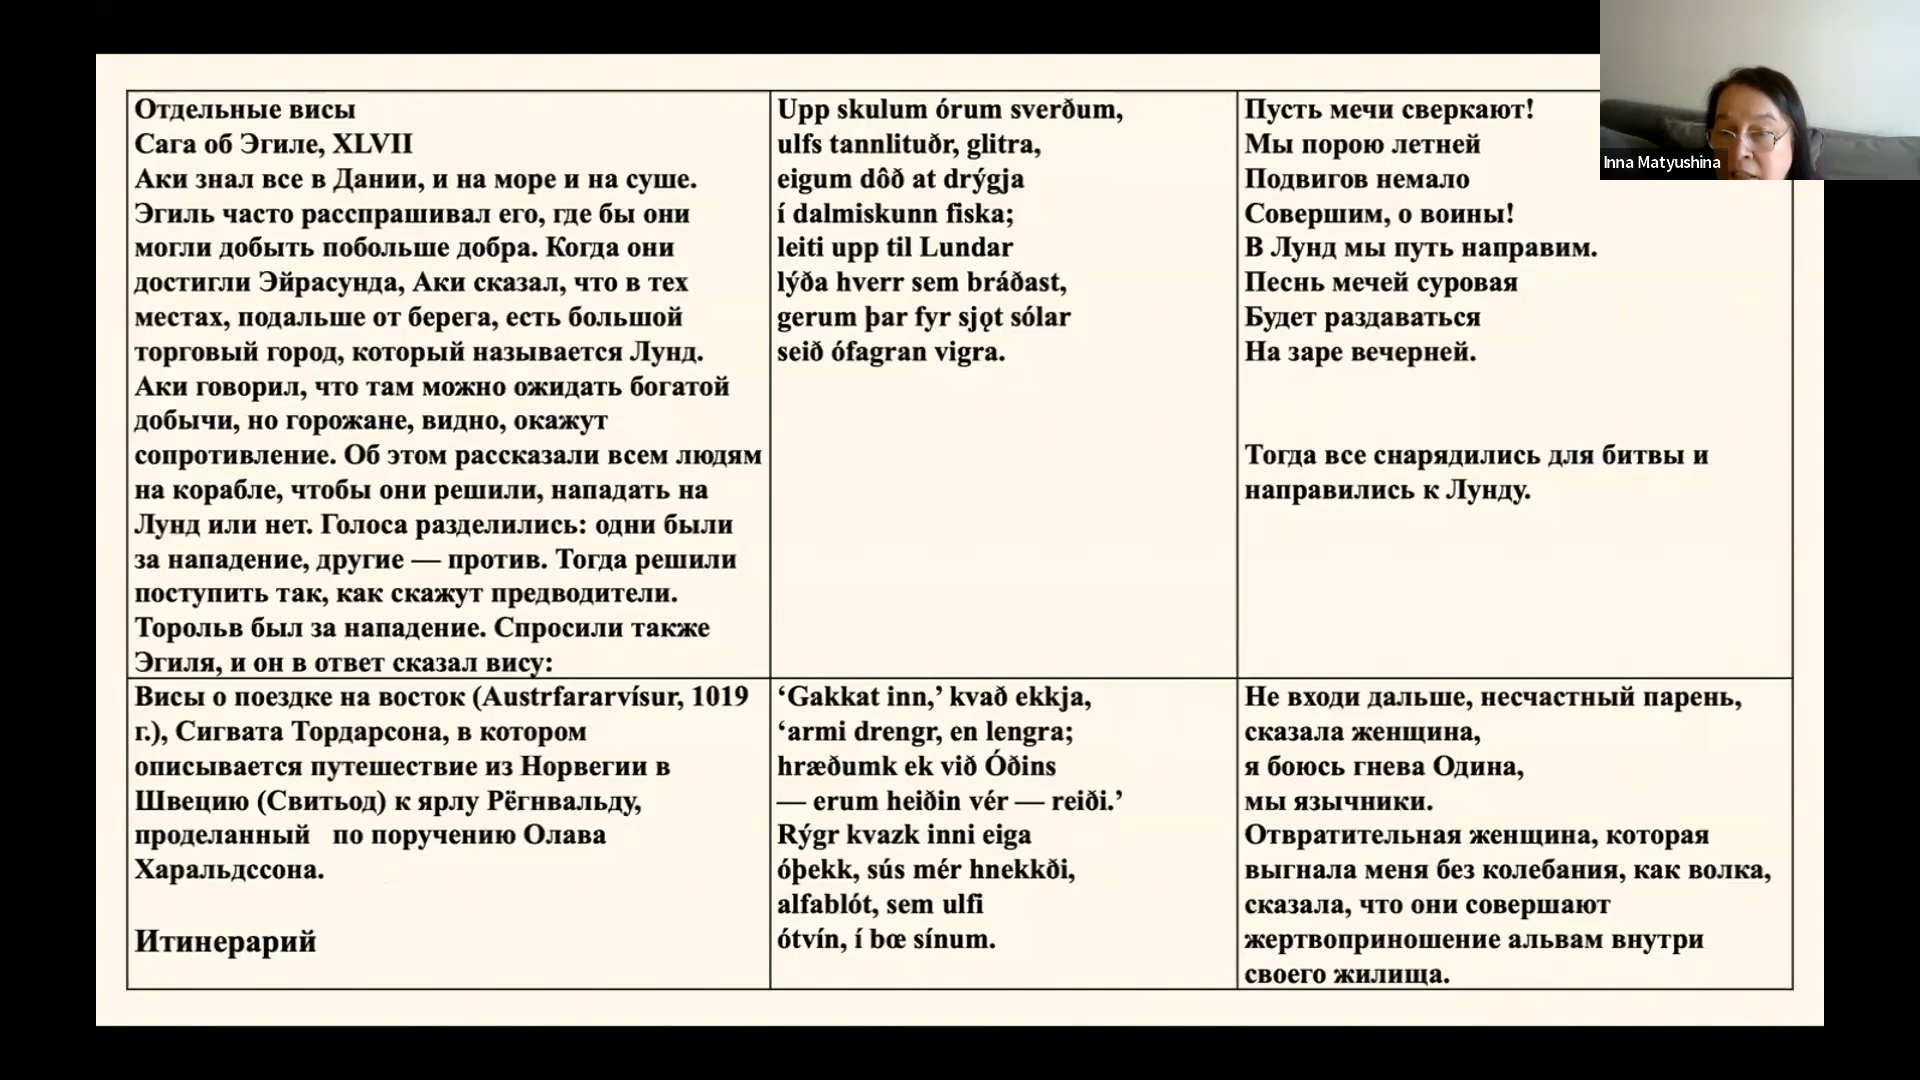 Отдельные висы
Сага об Эгиле, XLVII
Аки знал все в Дании, и на море и на суше.
Эгиль часто расспрашивал его, где бы они
могли добыть побольше добра. Когда они
достигли Эйрасунда, Аки сказал, что в тех
местах, подальше от берега, есть большой
торговый город, который называется Лунд.
Аки говорил, что там можно ожидать богатой
добычи, но горожане, видно, окажут
сопротивление. Об этом рассказали всем людям
на корабле, чтобы они решили, нападать на
Лунд или нет. Голоса разделились: одни были
за нападение, другие — против. Тогда решили
поступить так, как скажут предводители.
Торольв был за нападение. Спросили также
Эгиля, и он в ответ сказал вису:
Upp skulum órum sverðum,
ulfs tannlituðr, glitra,
eigum dôð at drýgja
í dalmiskunn fiska;
leiti upp til Lundar
lýða hverr sem bráðast,
gerum þar fyr sjǫt sólar
seið ófagran vigra.
Пусть мечи сверкают!
Мы порою летней
Подвигов немало
Совершим, о воины!
В Лунд мы путь направим.
Песнь мечей суровая
Будет раздаваться
На заре вечерней.
Тогда все снарядились для битвы и
направились к Лунду.
Висы о поездке на восток (Austrfararvísur, 1019
г.), Сигвата Тордарсона, в котором
описывается путешествие из Норвегии в
Швецию (Свитьод) к ярлу Рёгнвальду,
проделанный по поручению Олава
Харальдссона.
Итинерарий
‘Gakkat inn,’ kvað ekkja,
‘armi drengr, en lengra;
hræðumk ek við Óðins
— erum heiðin vér — reiði.’
Rýgr kvazk inni eiga
óþekk, sús mér hnekkði,
alfablót, sem ulfi
ótvín, í bœ sínum.
Не входи дальше, несчастный парень,
сказала женщина,
я боюсь гнева Одина,
мы язычники.
Отвратительная женщина, которая
выгнала меня без колебания, как волка,
сказала, что они совершают
жертвоприношение альвам внутри
своего жилища.
Inna Matyushina